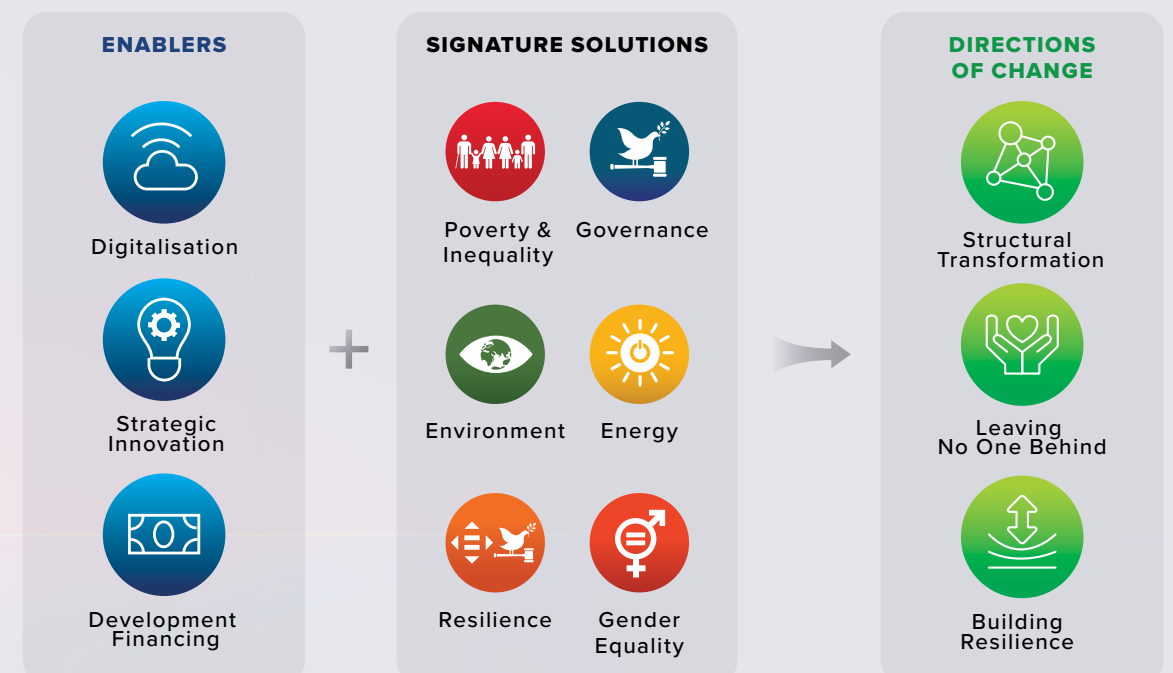 ENABLERS
Digitalisation
Strategic
Innovation
Development
Financing
SIGNATURE SOLUTIONS
Poverty &
Inequality
Governance
Environment
Energy
Resilience
Gender
Equality
DIRECTIONS
OF CHANGE
Structural
Transformation
Leaving
No One Behind
Building
Resilience